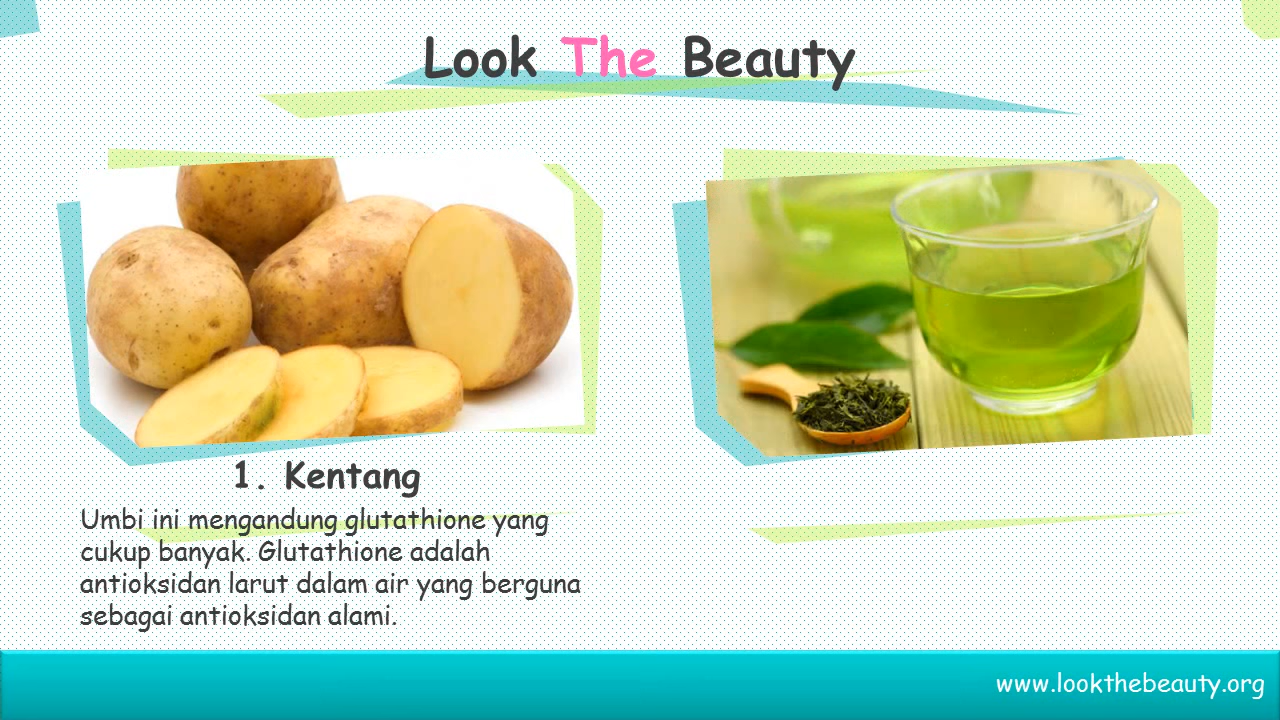 Look The Beauty
1. Kentang
Umbi ini mengandung glutathione yang
cukup banyak. Glutathione adalah
antioksidan larut dalam air yang berguna
sebagai antioksidan alami.
www.lookthebeauty.org